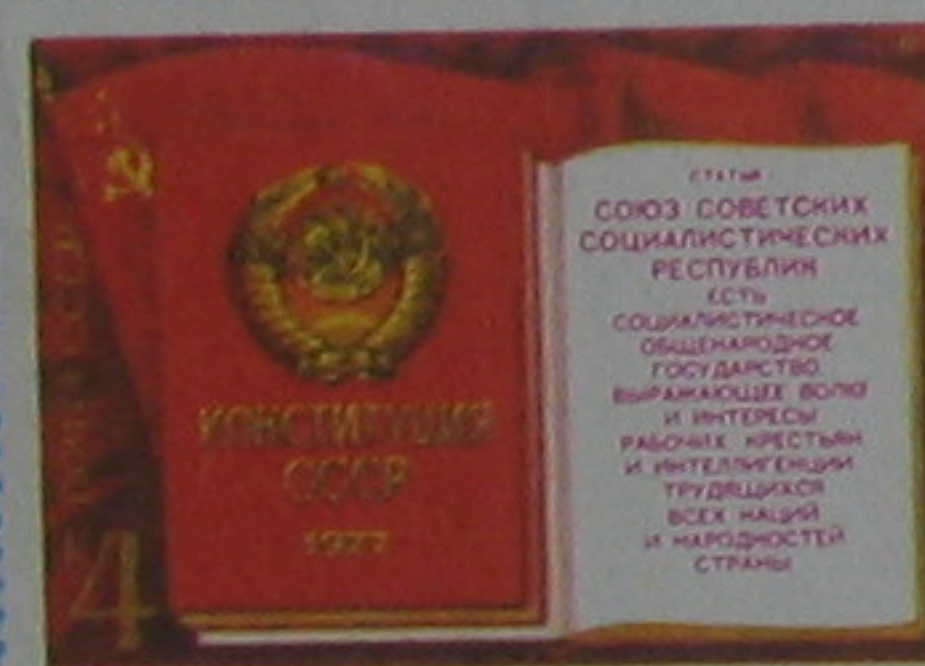 КОНСТИТУЦИЯ
СССР
1977
4
СТАТЬЯ
СОЮЗ СОВЕТСКИХ
СОЦИАЛИСТИЧЕСКИХ
РЕСПУБЛИК
ЕСТЬ
СОЦИАЛИСТИЧЕСКОЕ
ОБЩЕНАРОДНОЕ
ГОСУДАРСТВО
ВЫРАЖАЮЩЕЕ ВОЛЮ
И ИНТЕРЕСЫ
РАБОЧИХ КРЕСТЬЯН
И ИНТЕЛЛИГЕНЦИИ
ТРУДЯЩИХСЯ
ВСЕХ НАЦИЙ
И НАРОДНОСТЕЙ
СТРАНЫ